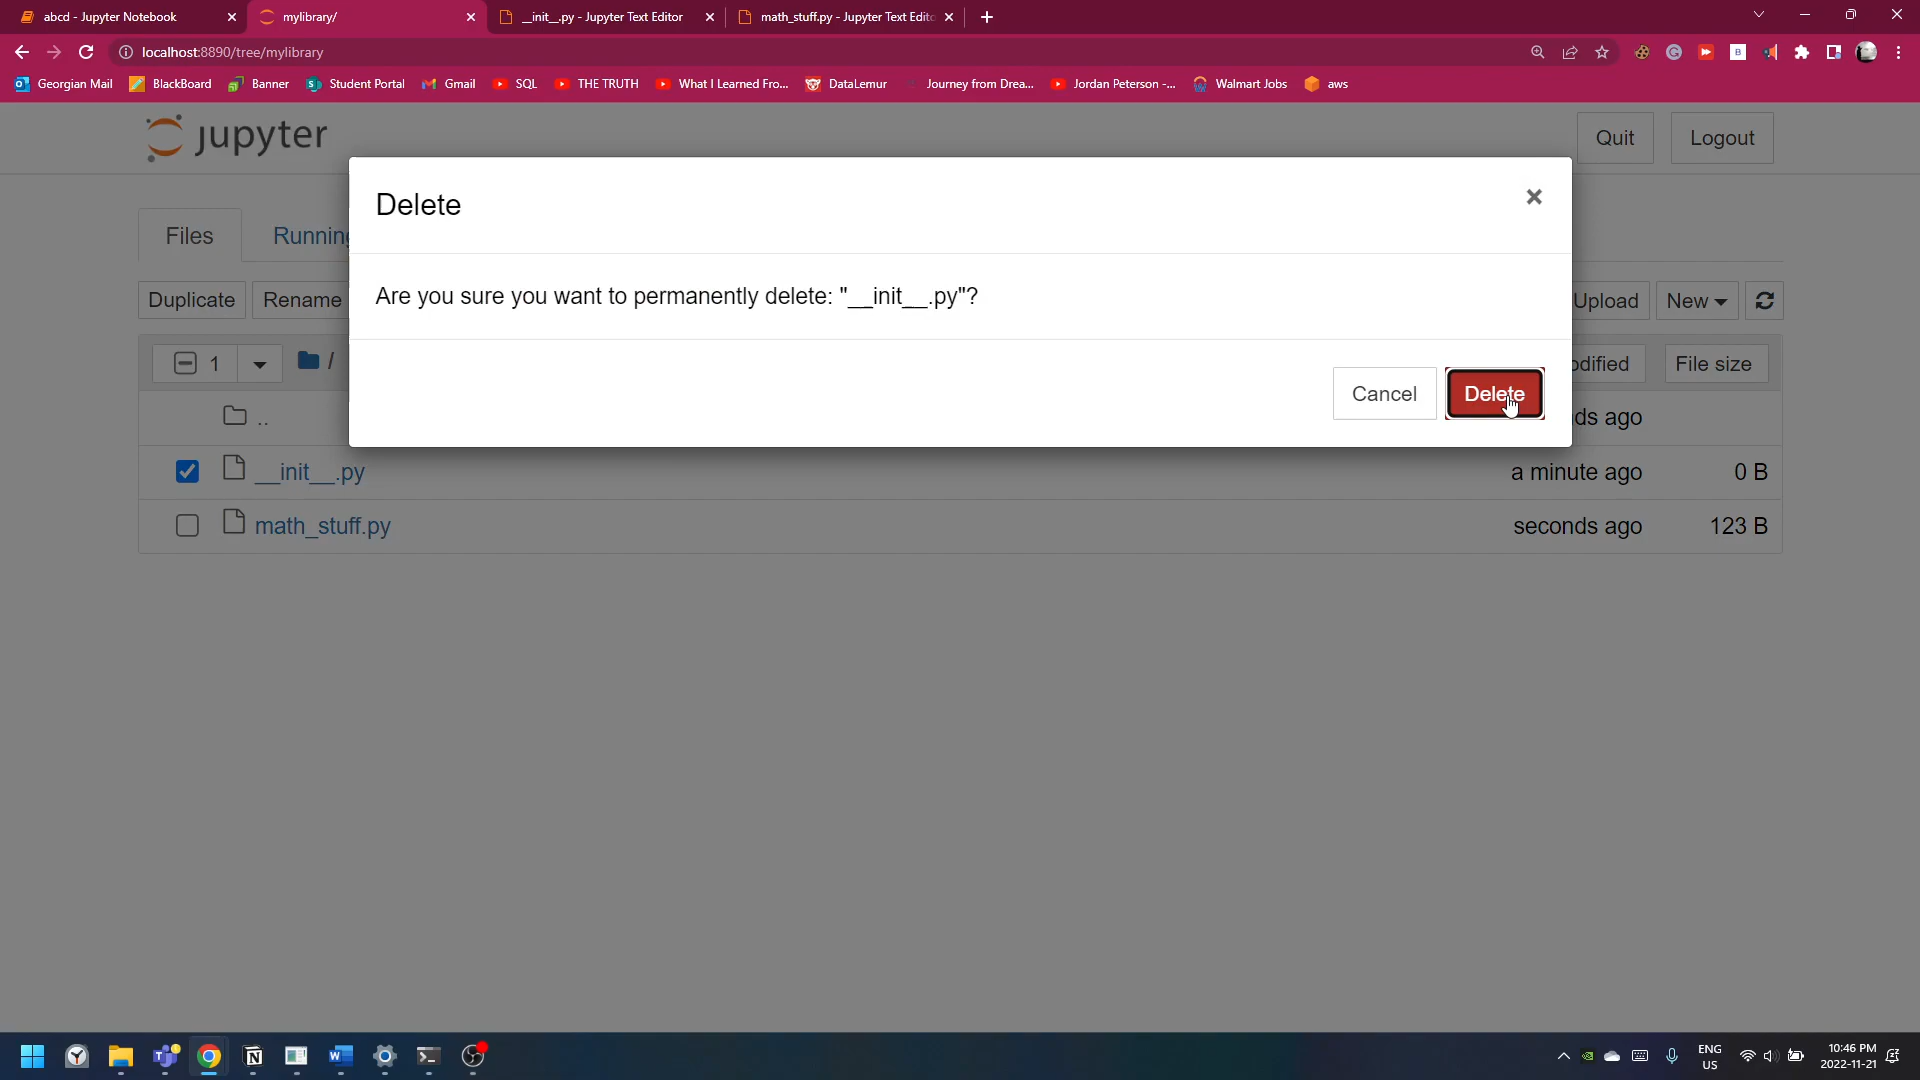 abcd - Jupyter Notebook
mylibrary/
__init__.py - Jupyter Text Editor
math_stuff.py - Jupyter Text Edito
localhost:8890/tree/mylibrary
Georgian Mail
BlackBoard
Banner
Student Portal
Gmail
SQL
THE TRUTH
What I Learned Fro...
DataLemur
Journey from Drea...
Jordan Peterson -...
Walmart Jobs
aws
jupyter
Quit
Logout
Delete
Files
Running
Are you sure you want to permanently delete: "__init__.py"?
Duplicate
Rename
Upload
New
1
/
odified
File size
Cancel
Delete
..
ds ago
__init__.py
a minute ago
0 B
math_stuff.py
seconds ago
123 B
ENG
US
10:46 PM
2022-11-21